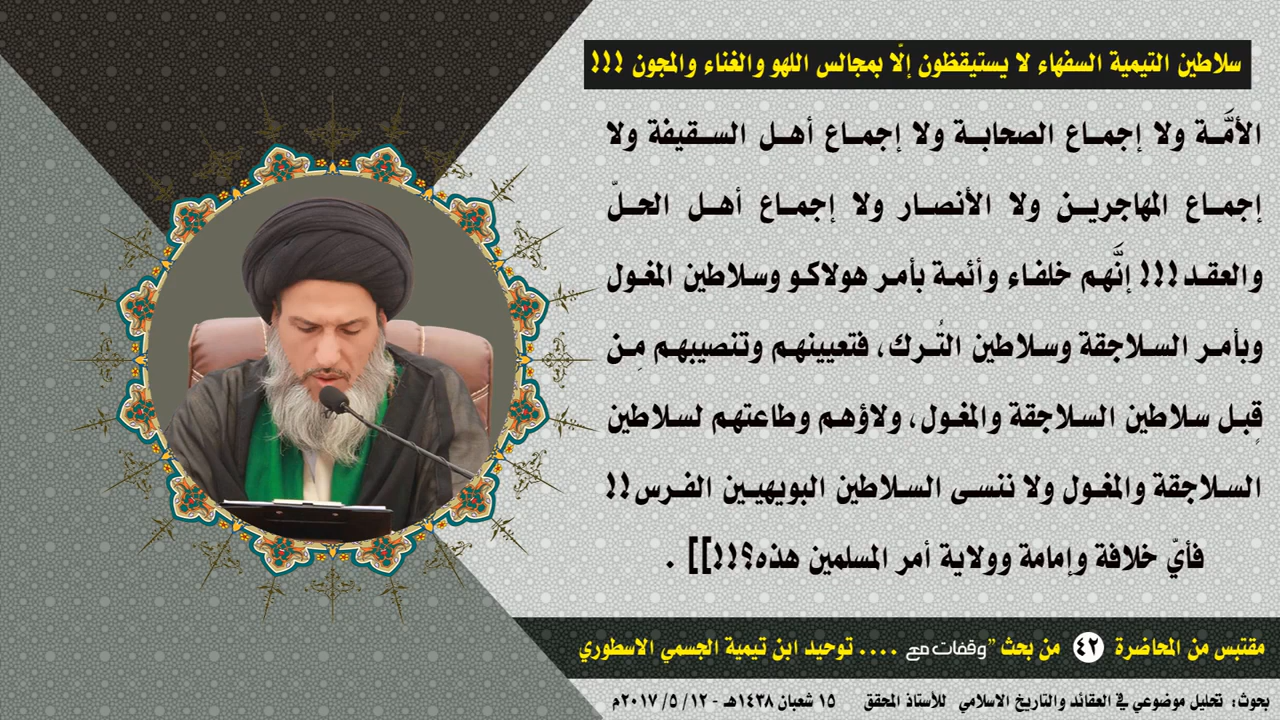 سلاطين التيمية السفهاء لا يستيقظون إلّا بمجالس اللهو والغناء والمجون !!!
الأمَّة ولا إجماع الصحابة ولا إجماع أهل السقيفة ولا
إجماع المهاجرين ولا الأنصار ولا إجماع أهل الحلّ
والعقد!!! إنَّهم خلفاء وأئمة بأمر هولاكو وسلاطين المغول
وبأمر السلاجقة وسلاطين التُرك، فتعيينهم وتنصيبهم مِن
قِبل سلاطين السلاجقة والمغول، ولاؤهم وطاعتهم لسلاطين
السلاجقة والمغول ولا ننسى السلاطين البويهيين الفرس!!
فأيّ خلافة وإمامة وولاية أمر المسلمين هذه؟!!]] .
مقتبس من المحاضرة ٤٢ من بحث "وقفات مع .... توحيد ابن تيمية الجسمي الاسطوري
بحوث: تحليل موضوعي في العقائد والتاريخ الاسلامي للأستاذ المحقق ١٥ شعبان ١٤٣٨هـ - ١٢ /٥ /٢٠١٧م